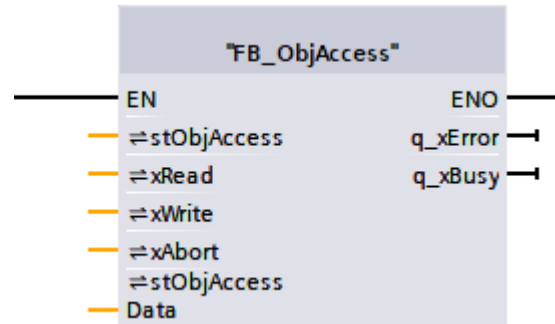 "FB_ObjAccess"
EN ENO
⇌stObjAccess q_xError
⇌xRead q_xBusy
⇌xWrite
⇌xAbort
⇌stObjAccess
Data